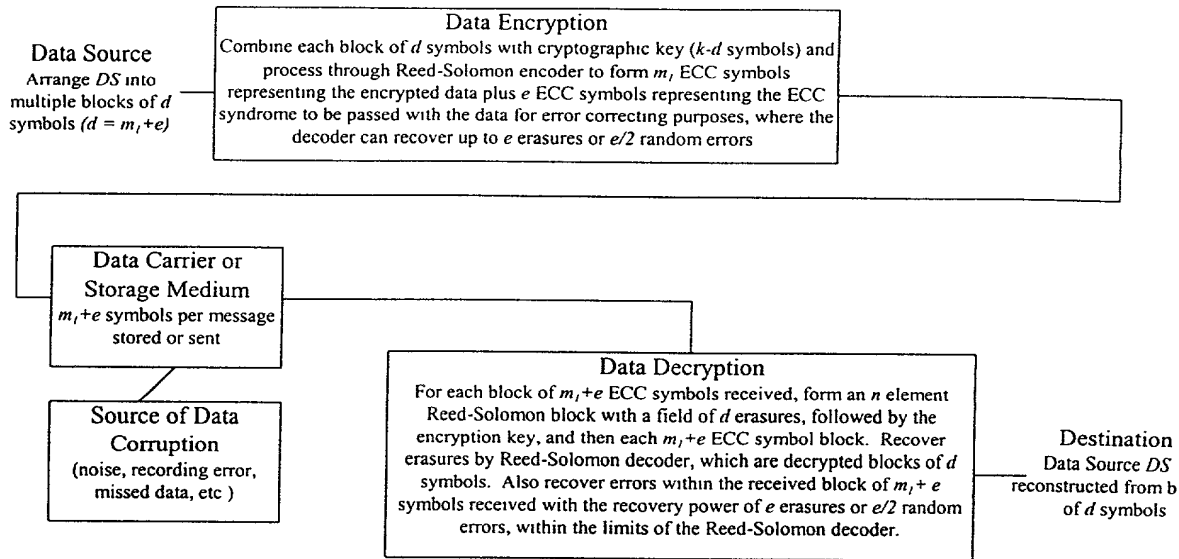 Data Source
Arrange DS into
multiple blocks of d
symbols (d = m₁+e)
Data Encryption
Combine each block of d symbols with cryptographic key (k-d symbols) and
process through Reed-Solomon encoder to form m₁ ECC symbols
representing the encrypted data plus e ECC symbols representing the ECC
syndrome to be passed with the data for error correcting purposes, where the
decoder can recover up to e erasures or e/2 random errors
Data Carrier or
Storage Medium
m₁+e symbols per message
stored or sent
Source of Data
Corruption
(noise, recording error,
missed data, etc )
Data Decryption
For each block of m₁+e ECC symbols received, form an n element
Reed-Solomon block with a field of d erasures, followed by the
encryption key, and then each m₁+e ECC symbol block. Recover
erasures by Reed-Solomon decoder, which are decrypted blocks of d
symbols. Also recover errors within the received block of m₁+ e
symbols received with the recovery power of e erasures or e/2 random
errors, within the limits of the Reed-Solomon decoder.
Destination
Data Source DS
reconstructed from b
of d symbols